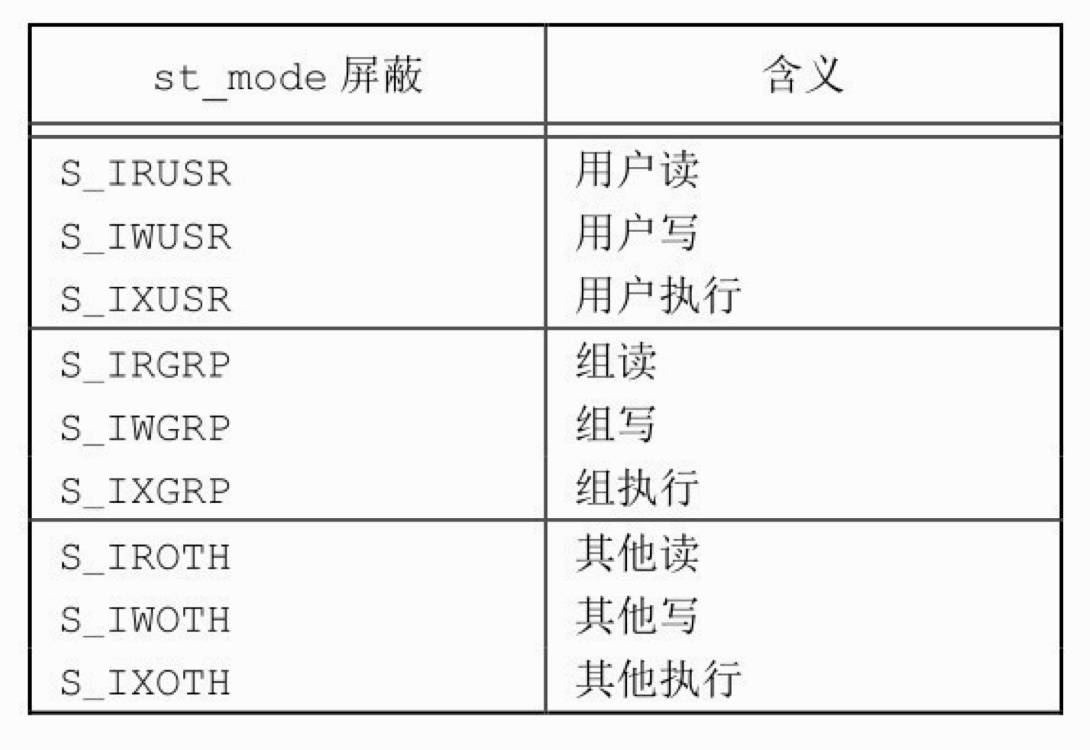 st_mode 屏蔽 含义
S_IRUSR 用户读
S_IWUSR 用户写
S_IXUSR 用户执行
S_IRGRP 组读
S_IWGRP 组写
S_IXGRP 组执行
S_IROTH 其他读
S_IWOTH 其他写
S_IXOTH 其他执行